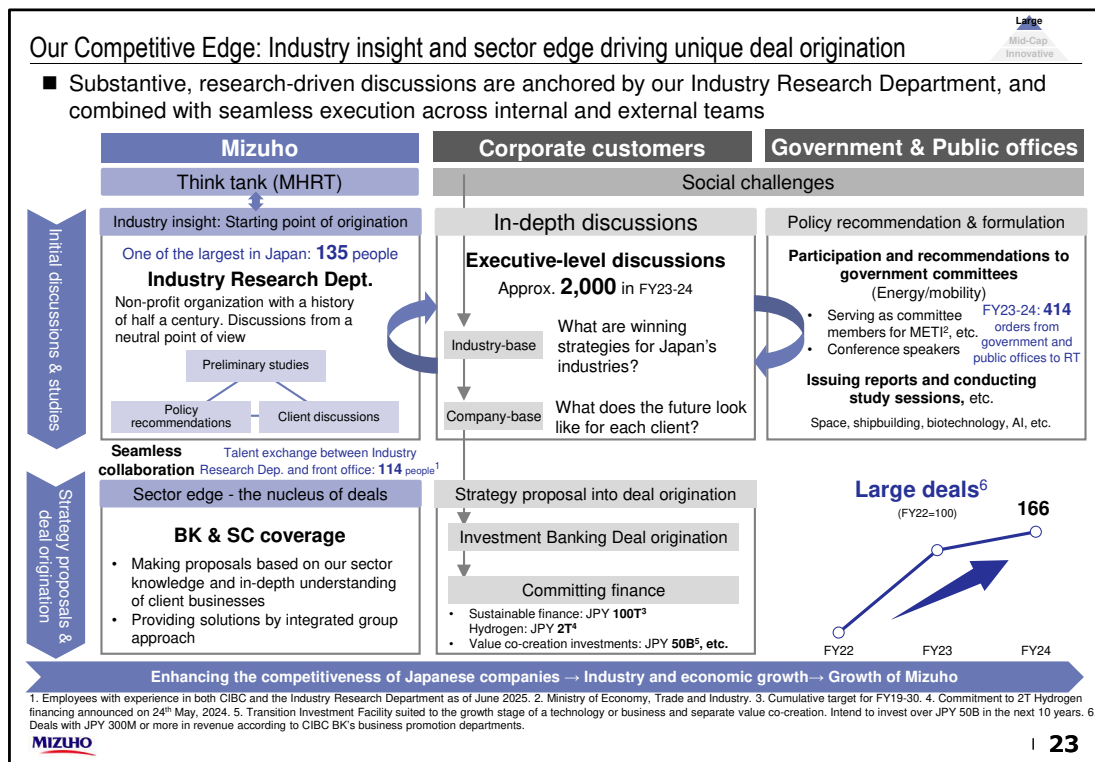 Large
Mid-Cap
Innovative
Our Competitive Edge: Industry insight and sector edge driving unique deal origination
■ Substantive, research-driven discussions are anchored by our Industry Research Department, and
combined with seamless execution across internal and external teams
Mizuho
Corporate customers
Government & Public offices
Think tank (MHRT)
Social challenges
Initial discussions & studies
Industry insight: Starting point of origination
One of the largest in Japan: 135 people
Industry Research Dept.
Non-profit organization with a history
of half a century. Discussions from a
neutral point of view
Preliminary studies
Policy
recommendations
Client discussions
In-depth discussions
Executive-level discussions
Approx. 2,000 in FY23-24
Industry-base
What are winning
strategies for Japan's
industries?
Company-base
What does the future look
like for each client?
Policy recommendation & formulation
Participation and recommendations to
government committees
(Energy/mobility)
• Serving as committee
members for METI2, etc.
• Conference speakers
FY23-24: 414
orders from
government and
public offices to RT
Issuing reports and conducting
study sessions, etc.
Space, shipbuilding, biotechnology, AI, etc.
Seamless
collaboration
Talent exchange between Industry
Research Dep. and front office: 114 people1
Strategy proposals &
deal origination
Sector edge - the nucleus of deals
BK & SC coverage
• Making proposals based on our sector
knowledge and in-depth understanding
of client businesses
• Providing solutions by integrated group
approach
Strategy proposal into deal origination
Investment Banking Deal origination
Committing finance
• Sustainable finance: JPY 100T3
Hydrogen: JPY 2T4
• Value co-creation investments: JPY 50B5, etc.
Large deals6
(FY22=100)
166
FY22
FY23
FY24
Enhancing the competitiveness of Japanese companies → Industry and economic growth→ Growth of Mizuho
1. Employees with experience in both CIBC and the Industry Research Department as of June 2025. 2. Ministry of Economy, Trade and Industry. 3. Cumulative target for FY19-30. 4. Commitment to 2T Hydrogen
financing announced on 24th May, 2024. 5. Transition Investment Facility suited to the growth stage of a technology or business and separate value co-creation. Intend to invest over JPY 50B in the next 10 years. 6.
Deals with JPY 300M or more in revenue according to CIBC BK's business promotion departments.
MIZUHO
| 23